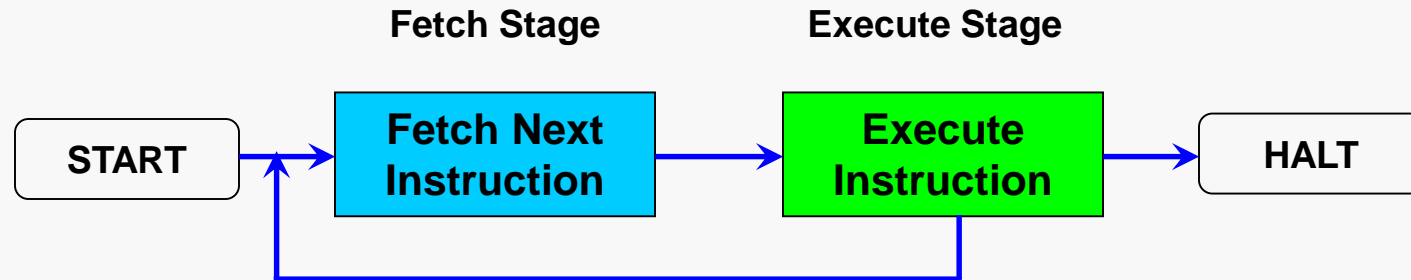 Fetch Stage
Execute Stage
START
Fetch Next
Instruction
Execute
Instruction
HALT